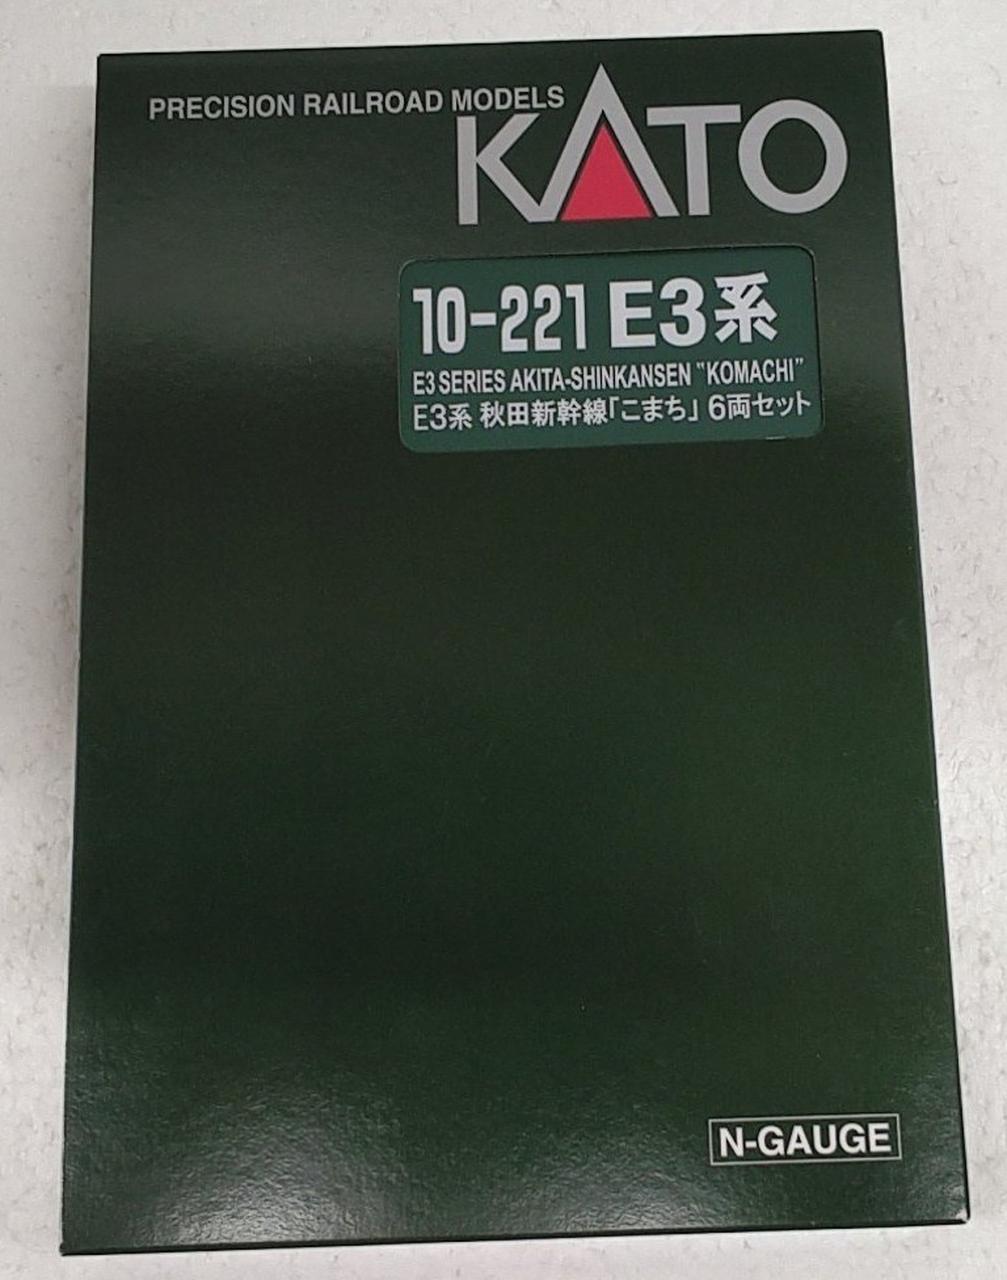 PRECISION RAILROAD MODELS
KATO
10-221 E3系
E3 SERIES AKITA-SHINKANSEN "KOMACHI"
E3系 秋田新幹線「こまち」 6両セット
N-GAUGE